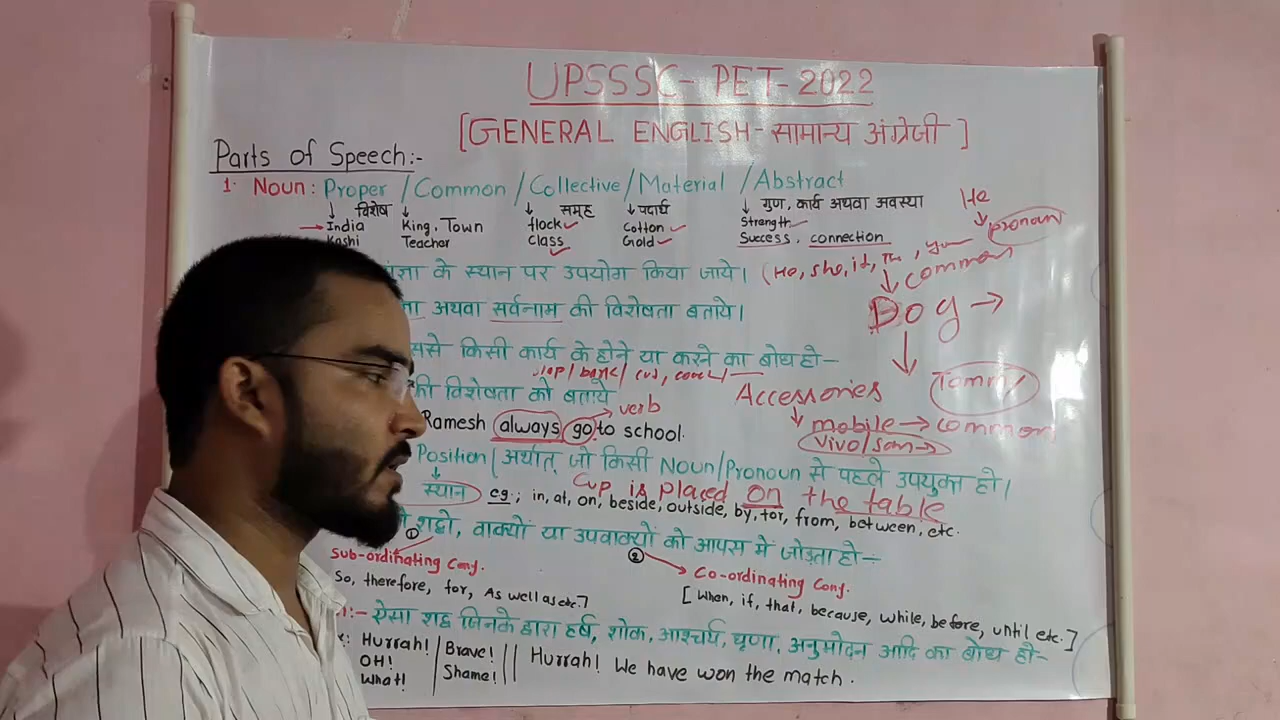 UPSSSC- PET- 2022
[GENERAL ENGLISH- सामान्य अंग्रेजी ]
Parts of Speech:-
1. Noun: Proper / Common / Collective / Material / Abstract
विशेष समूह पदार्थ गुण, कार्य अथवा अवस्था
India King, Town flock Cotton Strength
Kashi Teacher Class Gold Success, connection
He
pronoun
के स्थान पर उपयोग किया जाये। (He, she, it, you
common
Dog
अथवा सर्वनाम की विशेषता बताये।
किसी कार्य के होने या करने का बोध हो-
की विशेषता को बताये
Accessories
Tommy
verb
Ramesh always go to school.
mobile → common
vivo/sam
Position / अर्थात् जो किसी Noun/Pronoun से पहले उपयुक्त हो।
Cup is placed on the table
स्थान eg.; in, at, on, beside, outside, by, for, from, between, etc.
शब्दो, वाक्यों या उपवाक्यों को आपस में जोड़ता हो-
① ②
Sub-ordinating Conj. Co-ordinating Conj.
So, therefore, for, As well as etc.] [When, if, that, because, while, before, until etc.]
:- ऐसा शब्द जिनके द्वारा हर्ष, शोक, आश्चर्य, घृणा, अनुमोदन आदि का बोध हो-
Hurrah! Brave! Hurrah! We have won the match.
OH! Shame!
What!